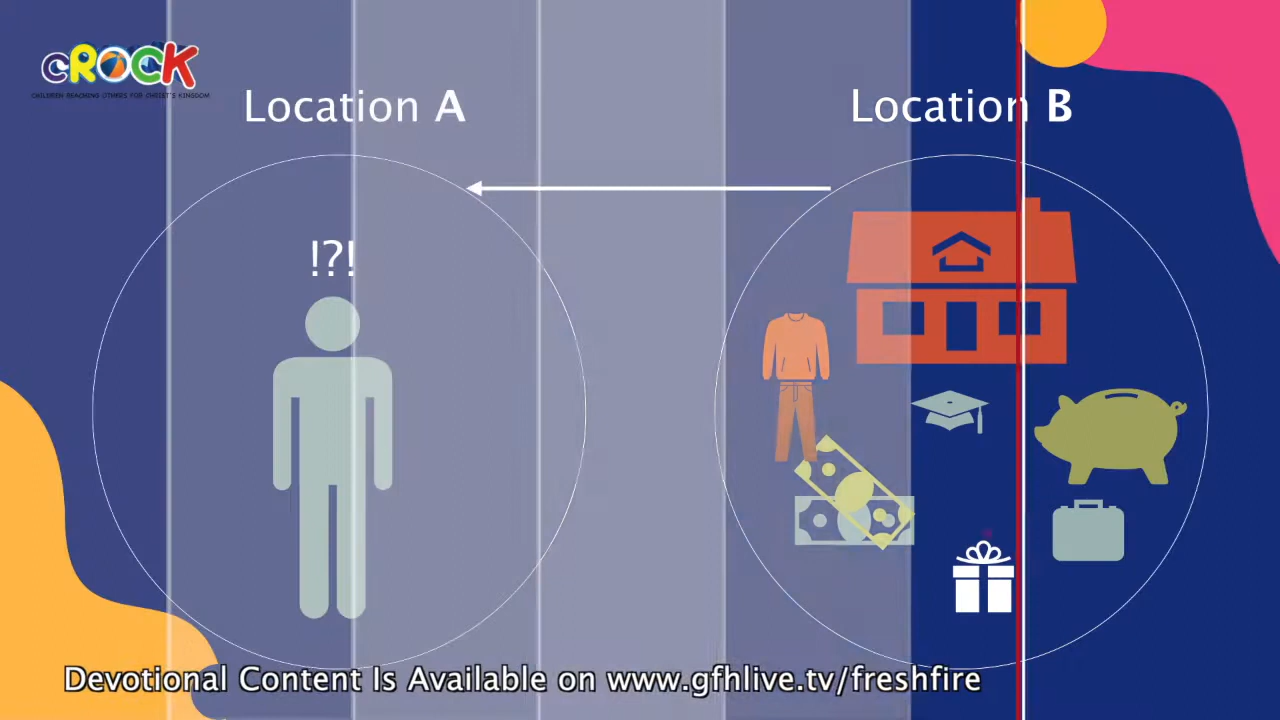 cROCK
CHILDREN REACHING OTHERS FOR CHRIST'S KINGDOM
Location A
Location B
!?!
Devotional Content Is Available on www.gfhlive.tv/freshfire